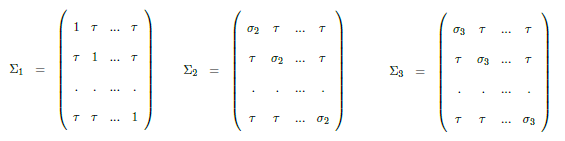 1 τ ... τ σ₂ τ ... τ σ₃ τ ... τ
τ 1 ... τ τ σ₂ ... τ τ σ₃ ... τ
Σ₁ = Σ₂ = Σ₃ =
. . ... . . . ... . . . ... .
τ τ ... 1 τ τ ... σ₂ τ τ ... σ₃